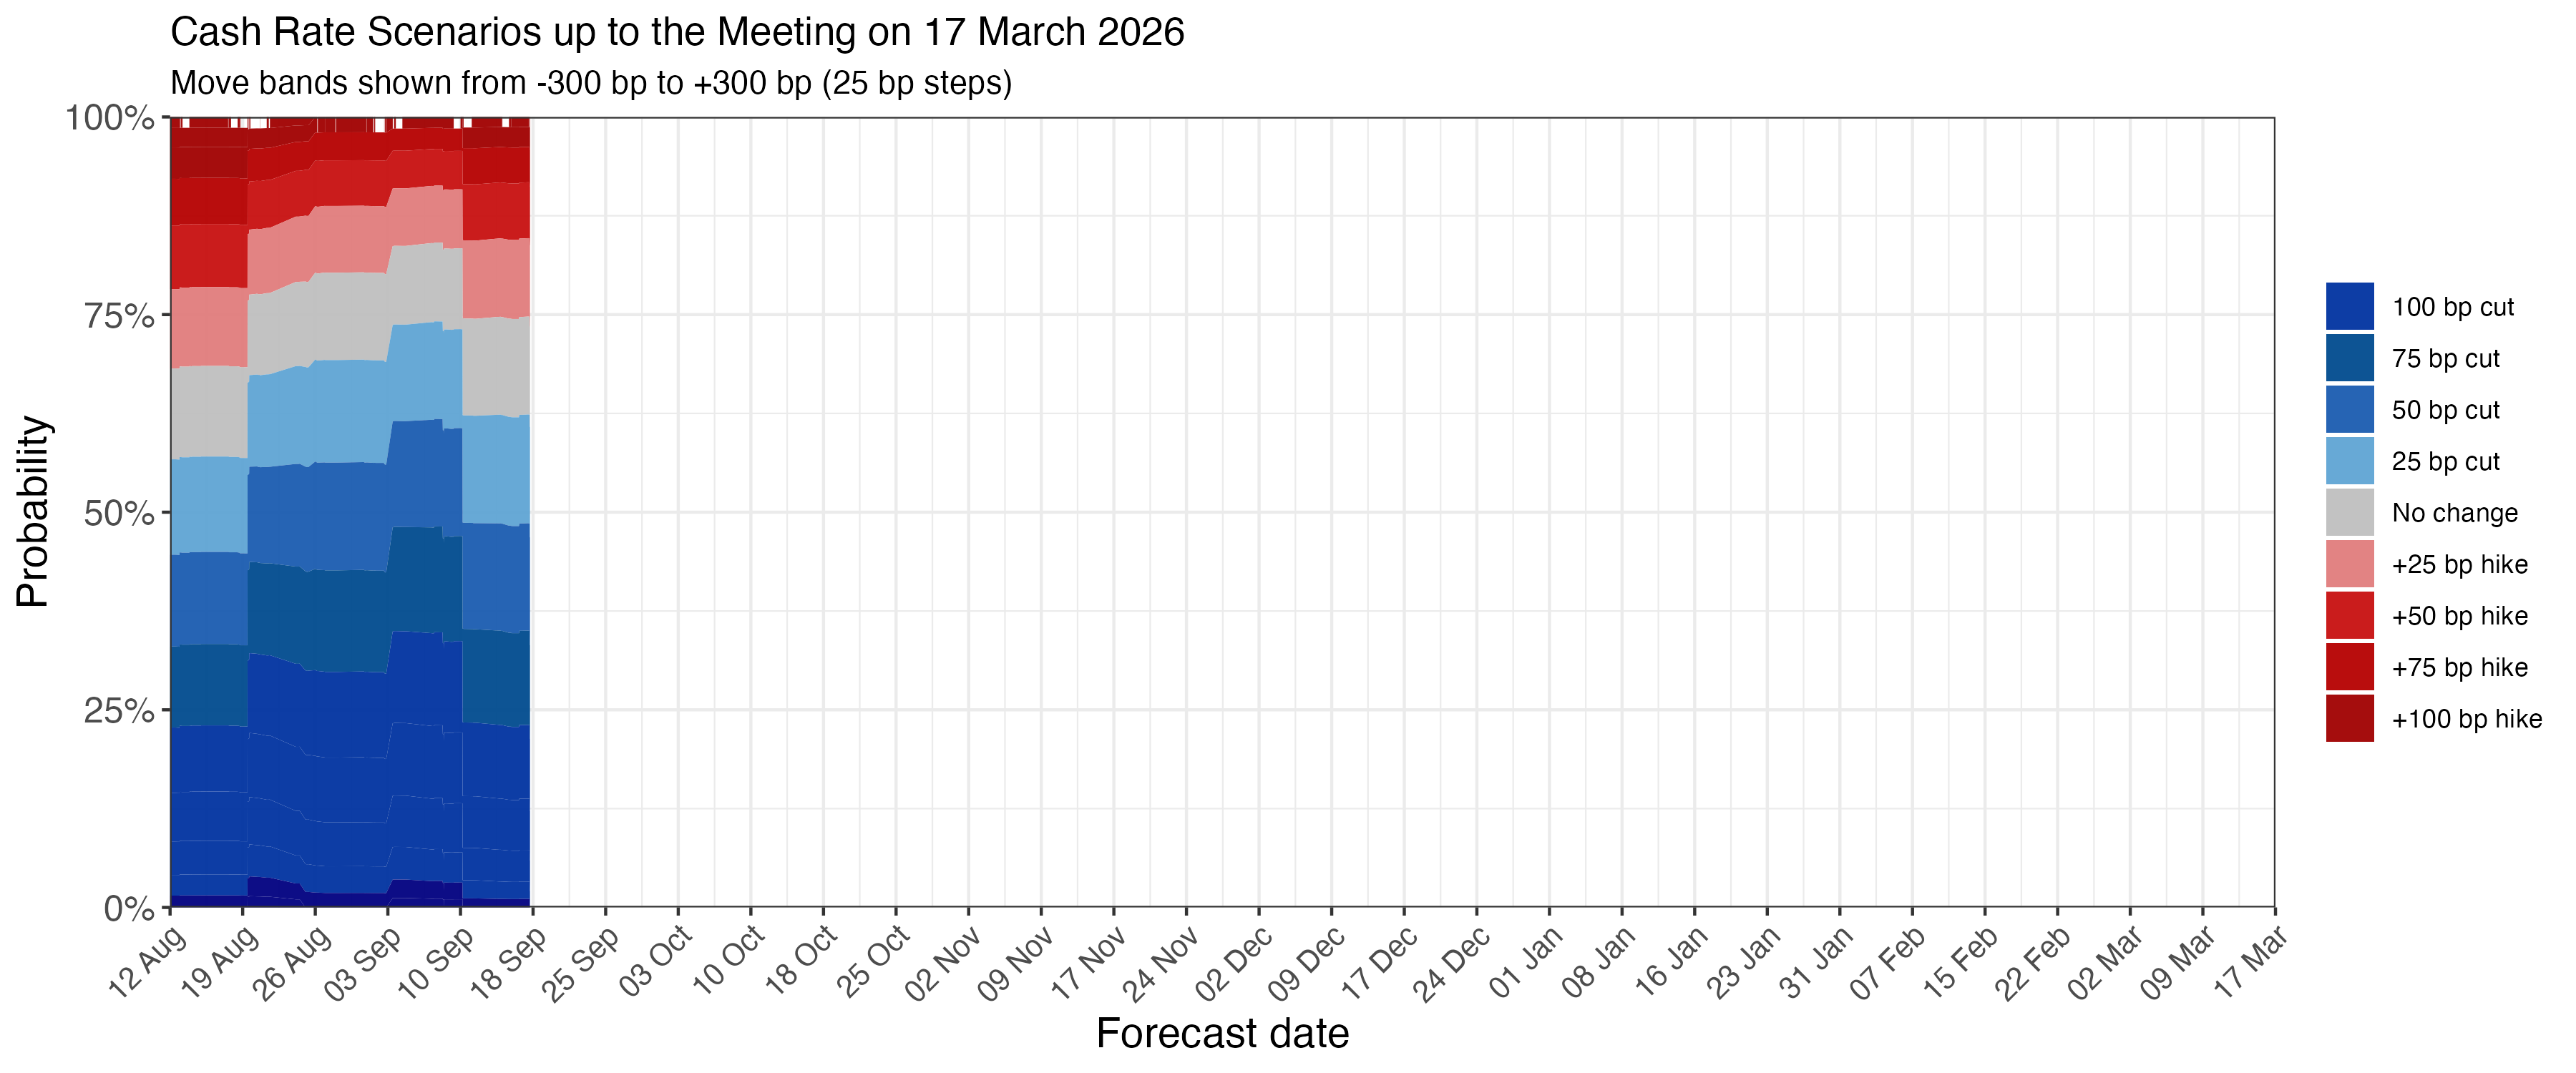 Cash Rate Scenarios up to the Meeting on 17 March 2026
Move bands shown from -300 bp to +300 bp (25 bp steps)
Probability
100%
75%
50%
25%
0%
12 Aug
19 Aug
26 Aug
03 Sep
10 Sep
18 Sep
25 Sep
03 Oct
10 Oct
18 Oct
25 Oct
02 Nov
09 Nov
17 Nov
24 Nov
02 Dec
09 Dec
17 Dec
24 Dec
01 Jan
08 Jan
16 Jan
23 Jan
31 Jan
07 Feb
15 Feb
22 Feb
02 Mar
09 Mar
17 Mar
Forecast date
100 bp cut
75 bp cut
50 bp cut
25 bp cut
No change
+25 bp hike
+50 bp hike
+75 bp hike
+100 bp hike